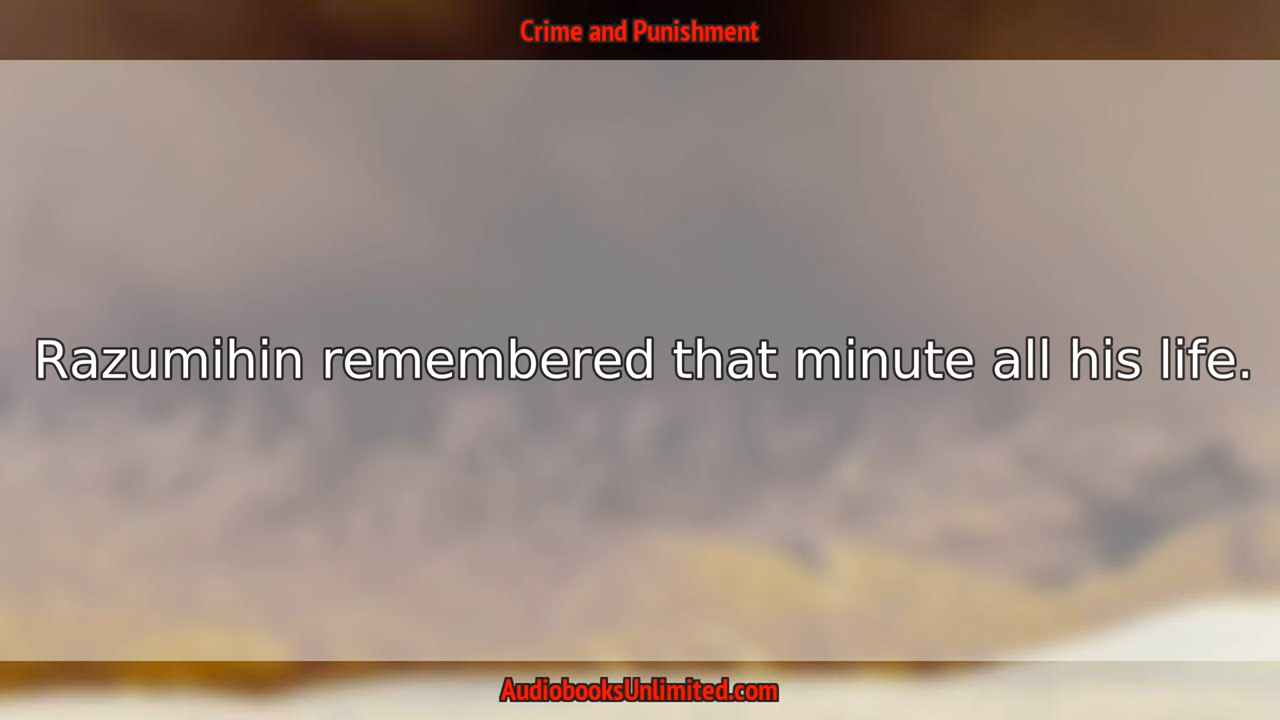 Crime and Punishment
Razumihin remembered that minute all his life.
AudiobooksUnlimited.com